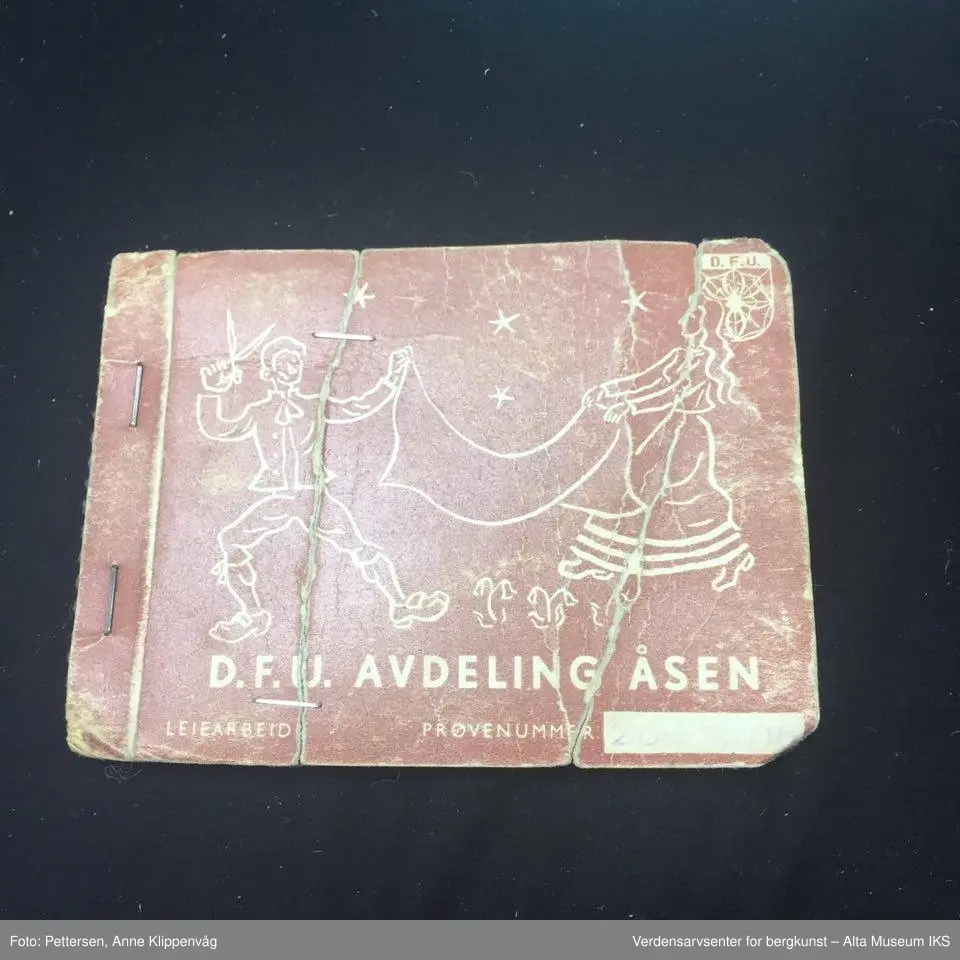 D. F. U.
D.F.U. AVDELING ÅSEN
LEIEARBEID
PRØVENUMMER:
Foto: Pettersen, Anne Klippenvåg
Verdensarvsenter for bergkunst – Alta Museum IKS